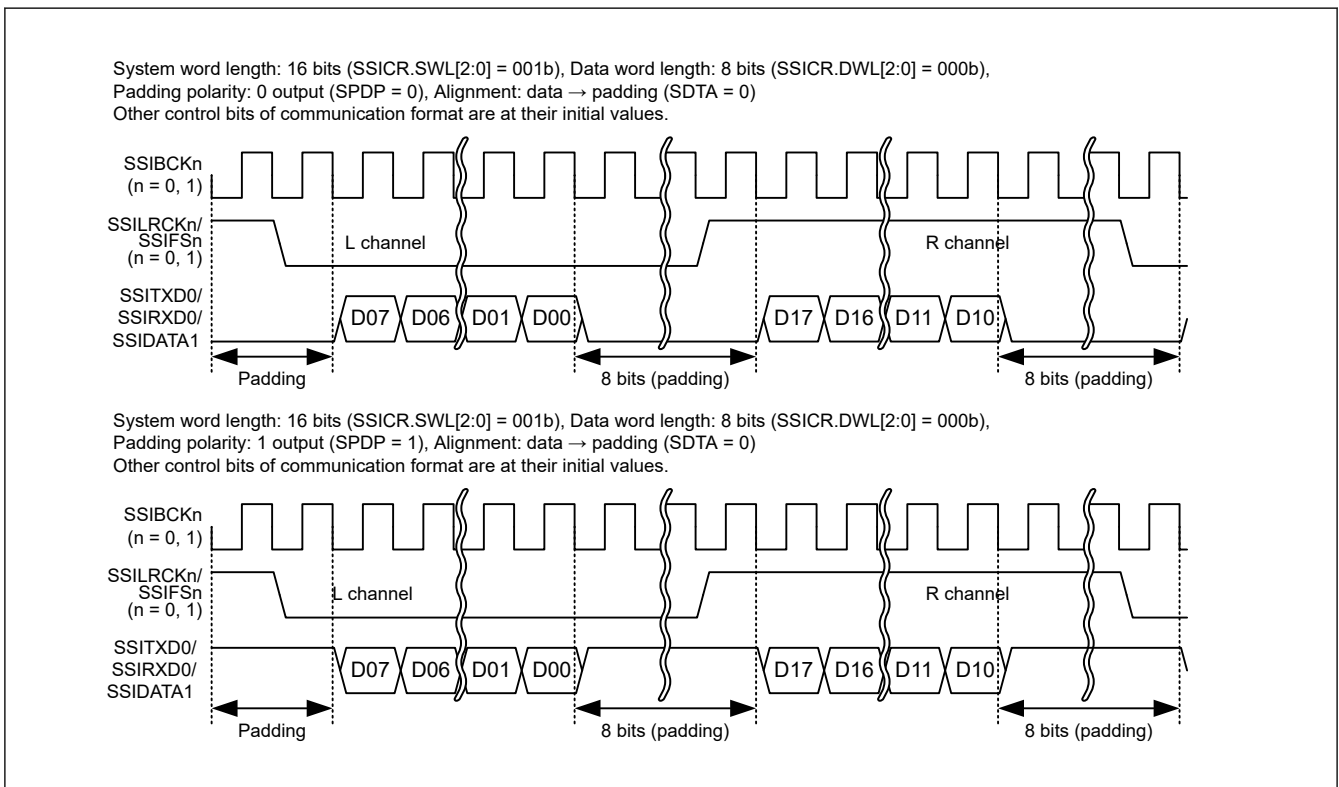 System word length: 16 bits (SSICR.SWL[2:0] = 001b), Data word length: 8 bits (SSICR.DWL[2:0] = 000b),
Padding polarity: 0 output (SPDP = 0), Alignment: data → padding (SDTA = 0)
Other control bits of communication format are at their initial values.
SSIBCKn
(n = 0, 1)
SSILRCKn/
SSIFSn
(n = 0, 1)
L channel
R channel
SSITXD0/
SSIRXD0/
SSIDATA1
D07 D06 D01 D00 D17 D16 D11 D10
Padding 8 bits (padding) 8 bits (padding)
System word length: 16 bits (SSICR.SWL[2:0] = 001b), Data word length: 8 bits (SSICR.DWL[2:0] = 000b),
Padding polarity: 1 output (SPDP = 1), Alignment: data → padding (SDTA = 0)
Other control bits of communication format are at their initial values.
SSIBCKn
(n = 0, 1)
SSILRCKn/
SSIFSn
(n = 0, 1)
L channel
R channel
SSITXD0/
SSIRXD0/
SSIDATA1
D07 D06 D01 D00 D17 D16 D11 D10
Padding 8 bits (padding) 8 bits (padding)